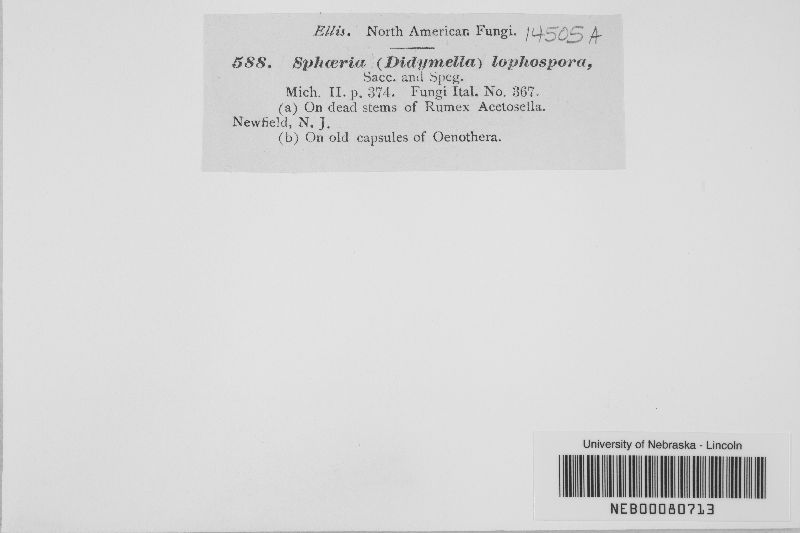 Ellis. North American Fungi. 14505 A
588. Sphæria (Didymella) lophospora,
Sacc. and Speg.
Mich. II. p. 374. Fungi Ital. No. 367.
(a) On dead stems of Rumex Acetosella.
Newfield, N. J.
(b) On old capsules of Oenothera.
University of Nebraska - Lincoln
NEB00080713